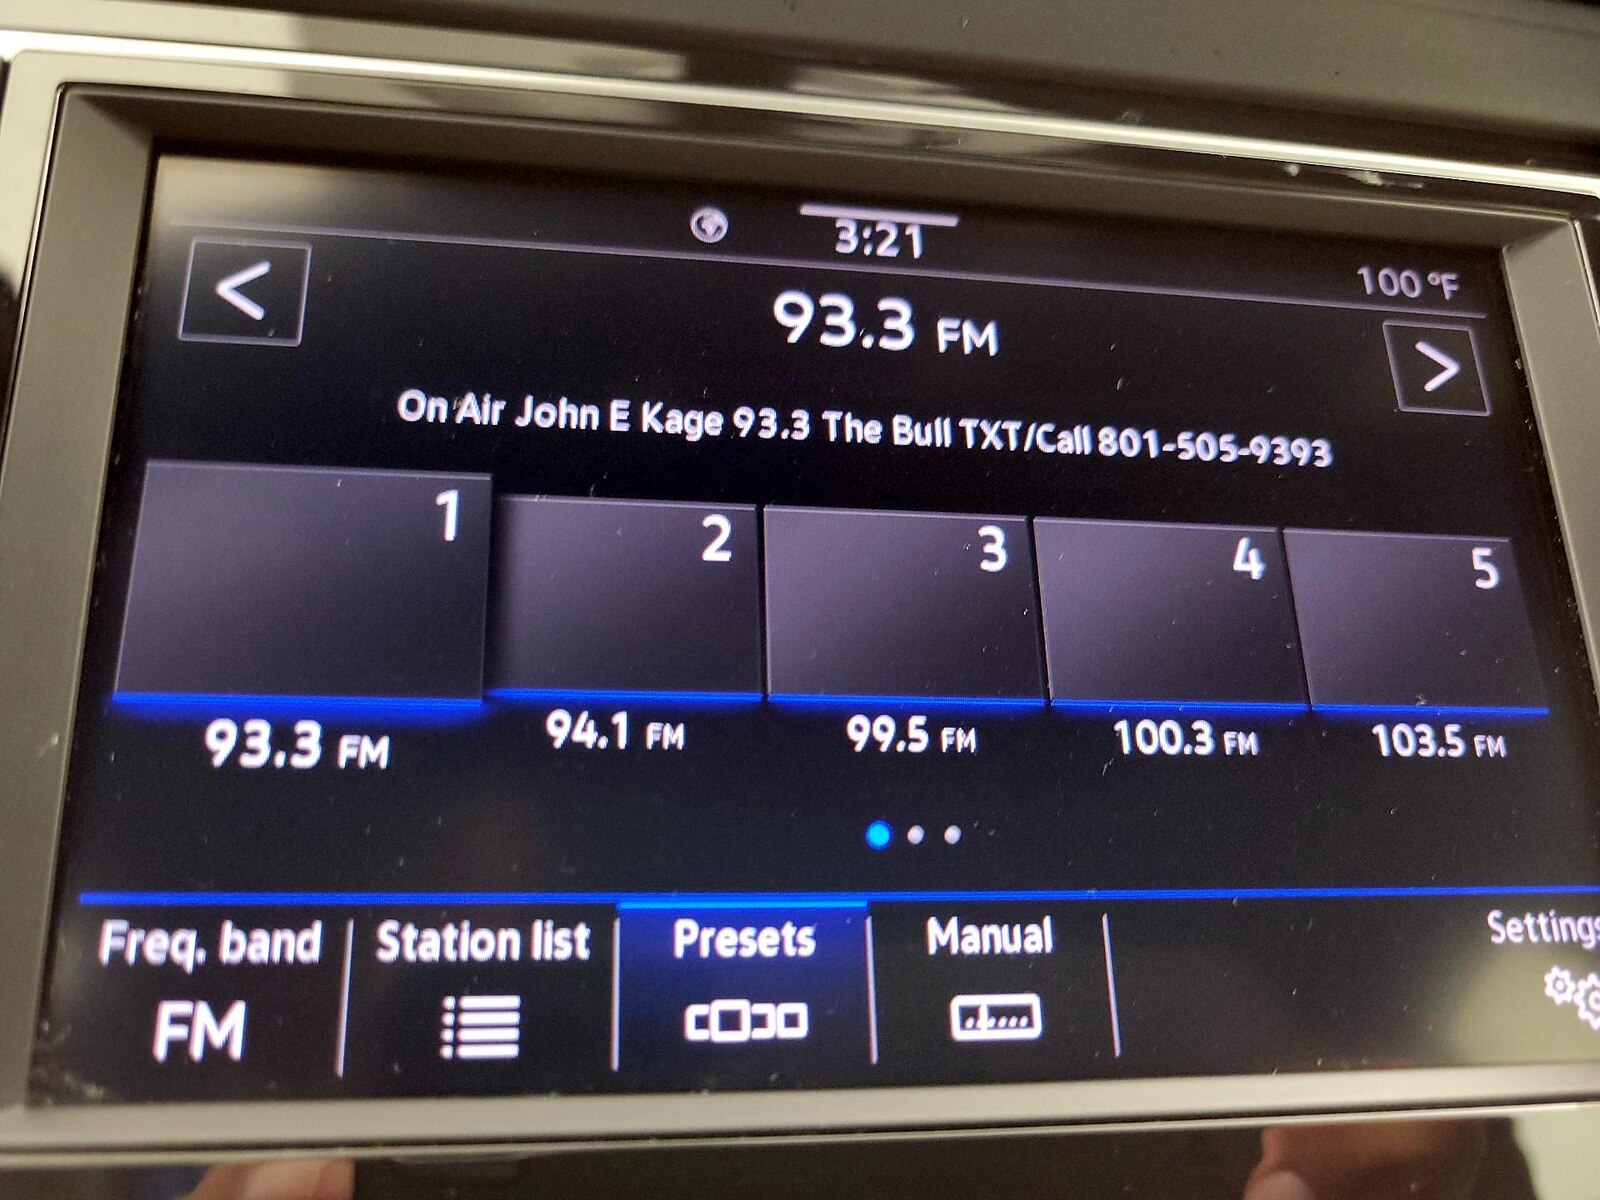 3:21
100 °F
93.3 FM
On Air John E Kage 93.3 The Bull TXT/Call 801-505-9393
1 2 3 4 5
93.3 FM 94.1 FM 99.5 FM 100.3 FM 103.5 FM
Freq. band Station list Presets Manual Settings
FM